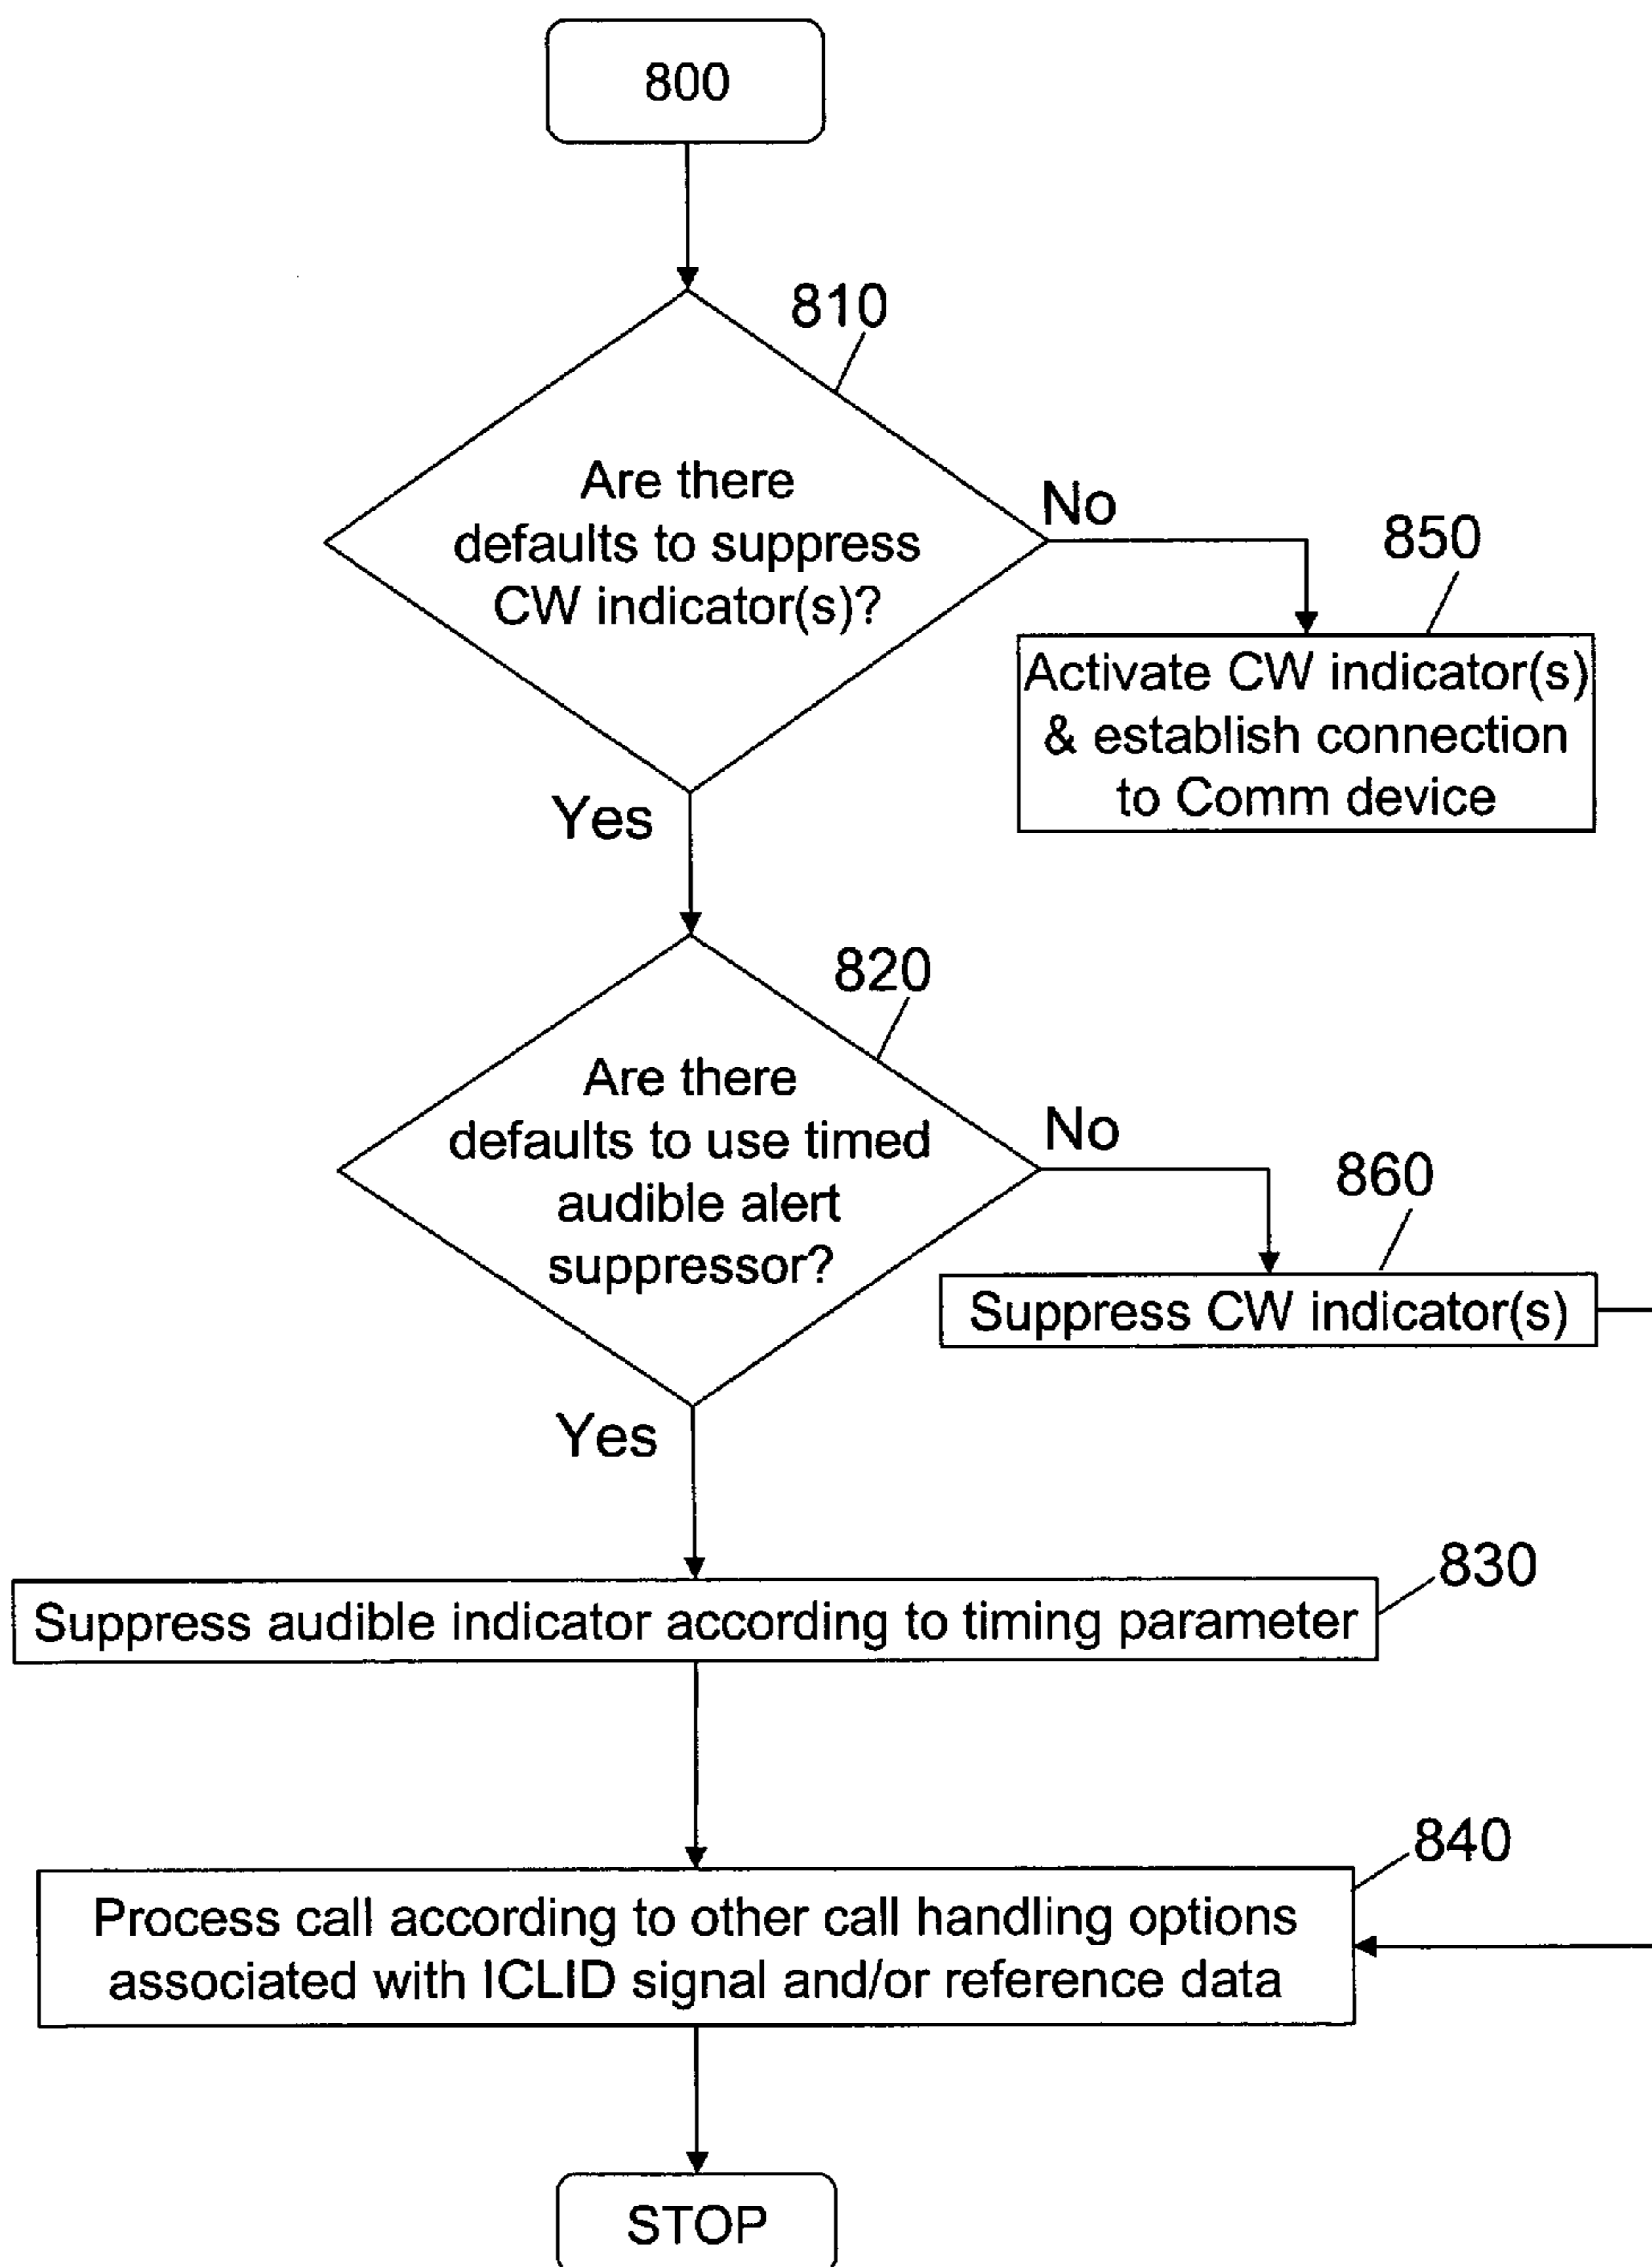 800
810
Are there
defaults to suppress
CW indicator(s)?
No
850
Activate CW indicator(s)
& establish connection
to Comm device
Yes
820
Are there
defaults to use timed
audible alert
suppressor?
No
860
Suppress CW indicator(s)
Yes
830
Suppress audible indicator according to timing parameter
840
Process call according to other call handling options
associated with ICLID signal and/or reference data
STOP